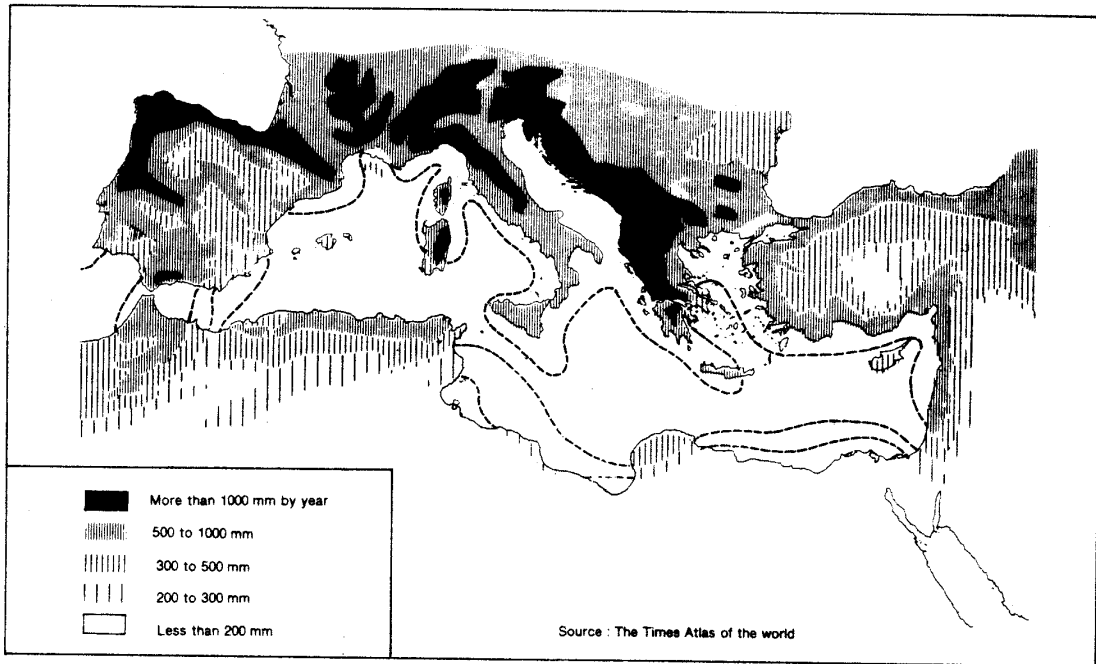 More than 1000 mm by year
500 to 1000 mm
300 to 500 mm
200 to 300 mm
Less than 200 mm
Source : The Times Atlas of the world